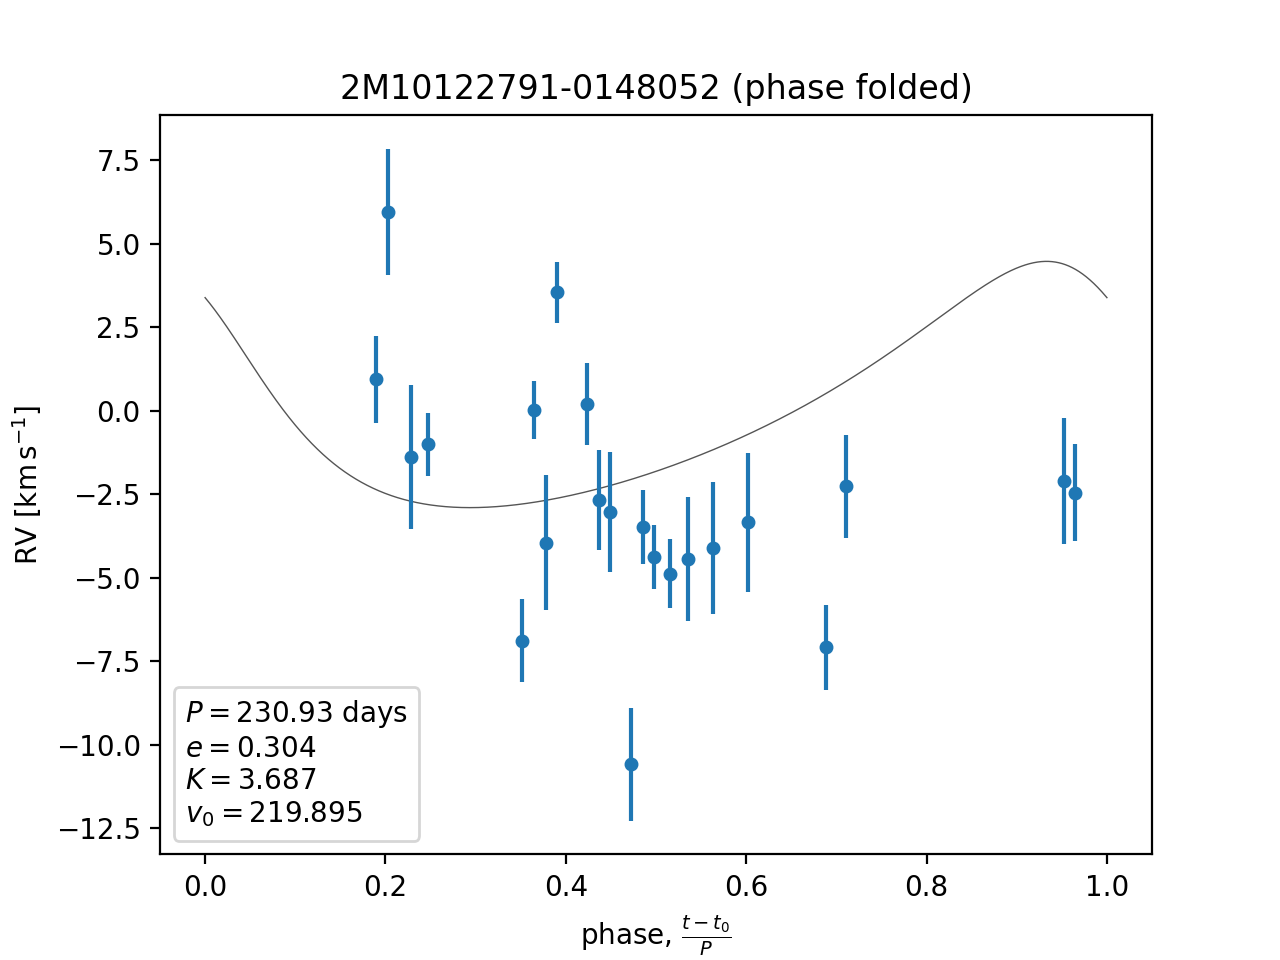 2M10122791-0148052 (phase folded)
7.5
5.0
2.5
0.0
−2.5
−5.0
−7.5
−10.0
−12.5
RV [km s⁻¹]
P = 230.93 days
e = 0.304
K = 3.687
v₀ = 219.895
0.0 0.2 0.4 0.6 0.8 1.0
phase, (t − t₀)/P